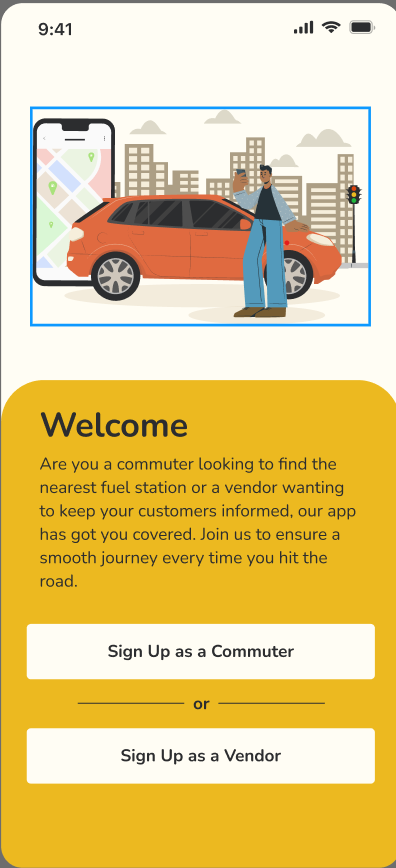 9:41
Welcome
Are you a commuter looking to find the
nearest fuel station or a vendor wanting
to keep your customers informed, our app
has got you covered. Join us to ensure a
smooth journey every time you hit the
road.
Sign Up as a Commuter
or
Sign Up as a Vendor